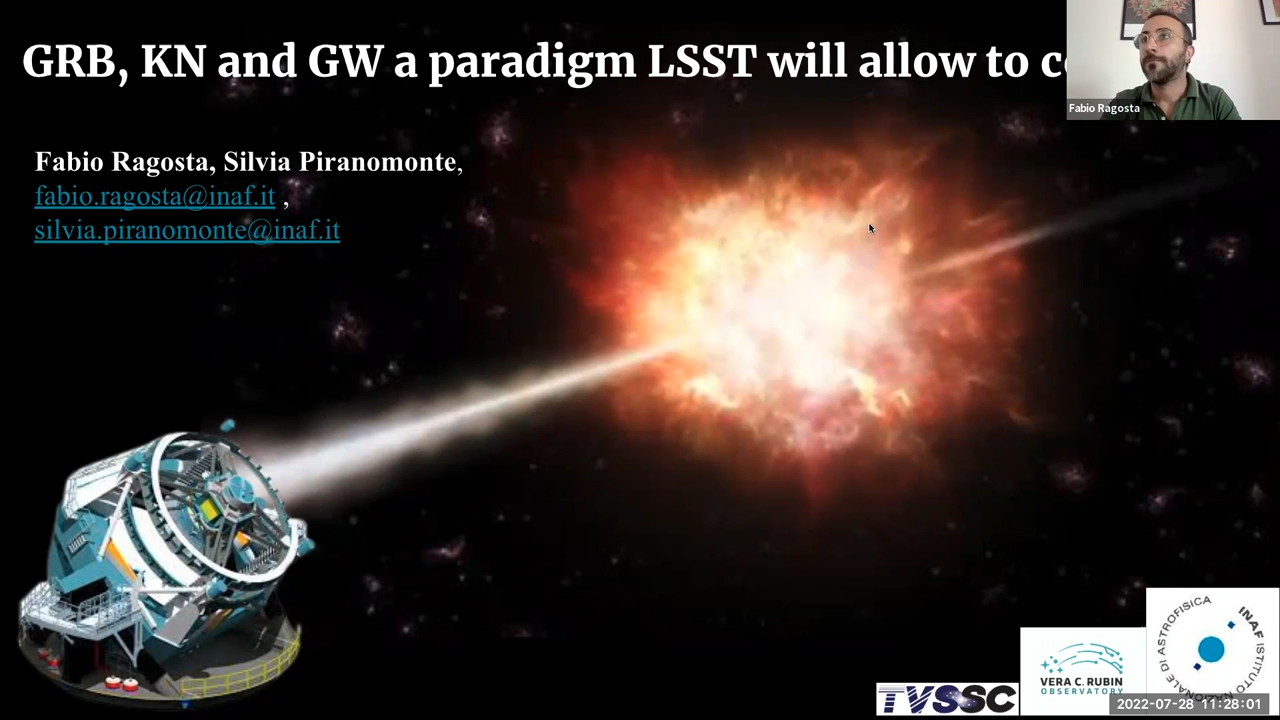 GRB, KN and GW a paradigm LSST will allow to
Fabio Ragosta
Fabio Ragosta, Silvia Piranomonte,
fabio.ragosta@inaf.it ,
silvia.piranomonte@inaf.it
TVSSC
VERA C. RUBIN
OBSERVATORY
INAF ISTITUTO NAZIONALE DI ASTROFISICA
2022-07-28 11:28:01